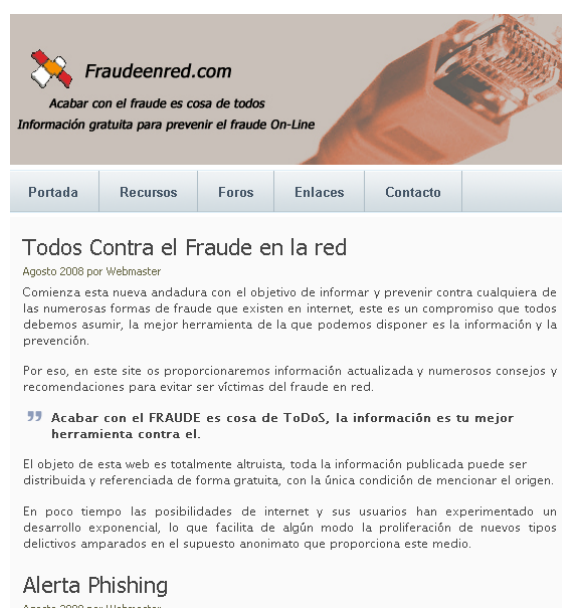 Fraudeenred.com
Acabar con el fraude es cosa de todos
Información gratuita para prevenir el fraude On-Line
Portada Recursos Foros Enlaces Contacto
Todos Contra el Fraude en la red
Agosto 2008 por Webmaster
Comienza esta nueva andadura con el objetivo de informar y prevenir contra cualquiera de
las numerosas formas de fraude que existen en internet, este es un compromiso que todos
debemos asumir, la mejor herramienta de la que podemos disponer es la información y la
prevención.
Por eso, en este site os proporcionaremos información actualizada y numerosos consejos y
recomendaciones para evitar ser víctimas del fraude en red.
Acabar con el FRAUDE es cosa de ToDoS, la información es tu mejor
herramienta contra el.
El objeto de esta web es totalmente altruista, toda la información publicada puede ser
distribuida y referenciada de forma gratuita, con la única condición de mencionar el origen.
En poco tiempo las posibilidades de internet y sus usuarios han experimentado un
desarrollo exponencial, lo que facilita de algún modo la proliferación de nuevos tipos
delictivos amparados en el supuesto anonimato que proporciona este medio.
Alerta Phishing
Agosto 2008 por Webmaster